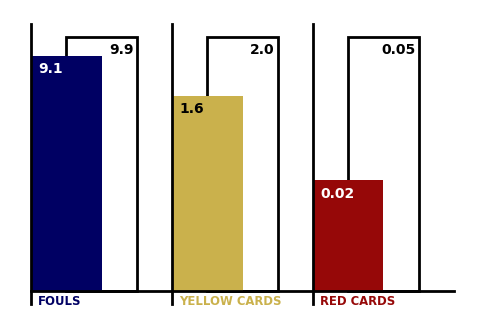 9.9
9.1
2.0
1.6
0.05
0.02
FOULS
YELLOW CARDS
RED CARDS